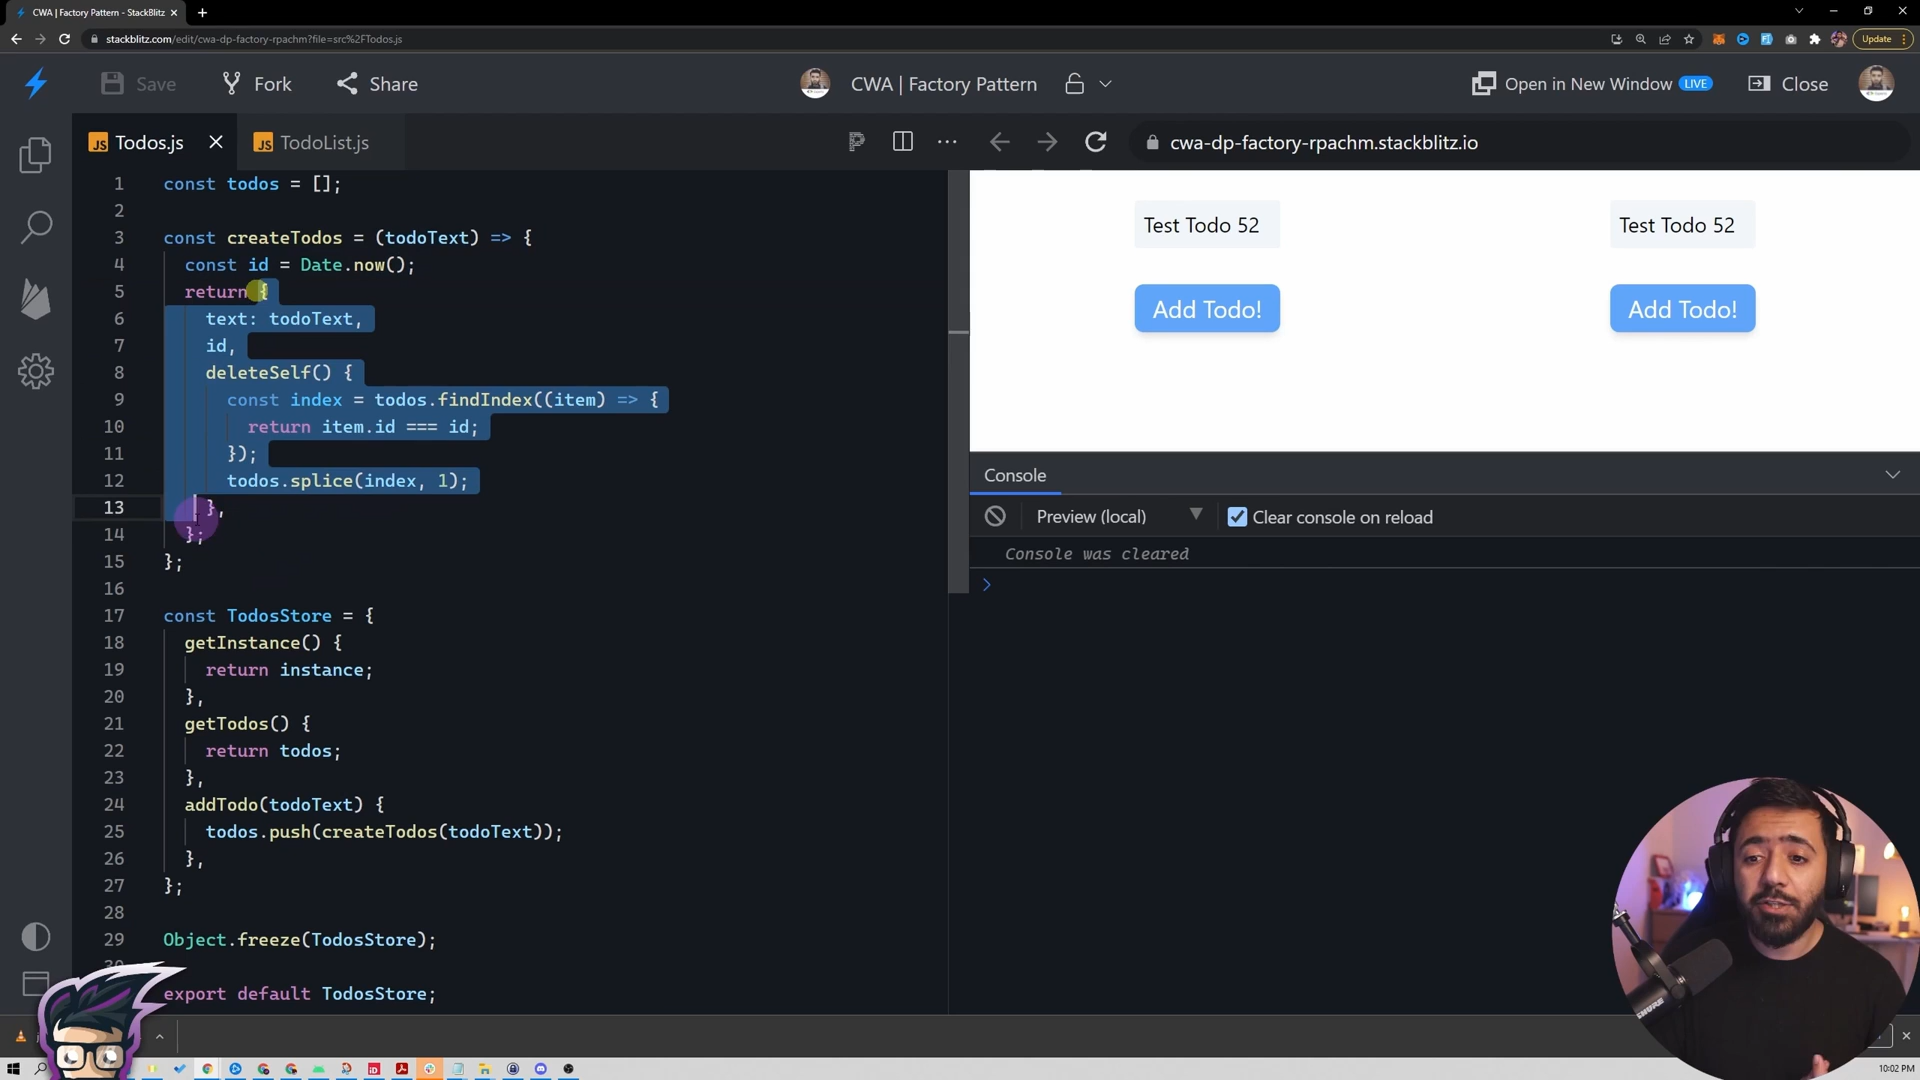 CWA | Factory Pattern - StackBlitz
stackblitz.com/edit/cwa-dp-factory-rpachm?file=src%2FTodos.js
Update
Save
Fork
Share
CWA | Factory Pattern
Open in New Window
LIVE
Close
JS Todos.js
JS TodoList.js
cwa-dp-factory-rpachm.stackblitz.io
1 const todos = [];
2
3 const createTodos = (todoText) => {
4 const id = Date.now();
5 return {
6 text: todoText,
7 id,
8 deleteSelf() {
9 const index = todos.findIndex((item) => {
10 return item.id === id;
11 });
12 todos.splice(index, 1);
13 },
14 };
15 };
16
17 const TodosStore = {
18 getInstance() {
19 return instance;
20 },
21 getTodos() {
22 return todos;
23 },
24 addTodo(todoText) {
25 todos.push(createTodos(todoText));
26 },
27 };
28
29 Object.freeze(TodosStore);
30
export default TodosStore;
Test Todo 52
Test Todo 52
Add Todo!
Add Todo!
Console
Preview (local)
Clear console on reload
Console was cleared
>
SHURE
10:02 PM